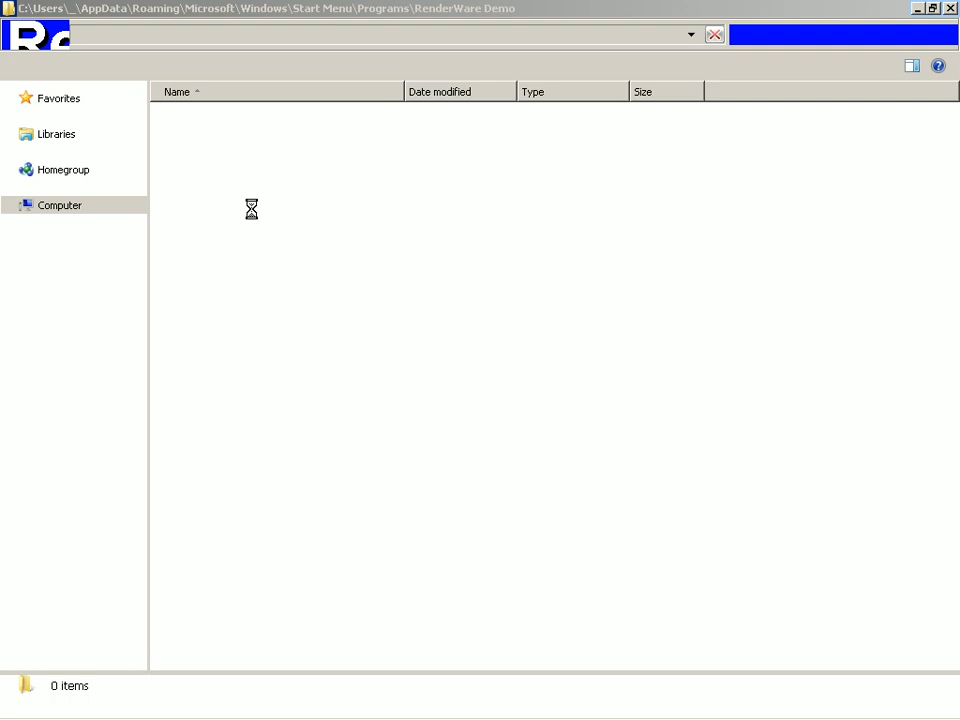 C:\Users\_\AppData\Roaming\Microsoft\Windows\Start Menu\Programs\RenderWare Demo
Favorites
Libraries
Homegroup
Computer
Name
Date modified
Type
Size
0 items